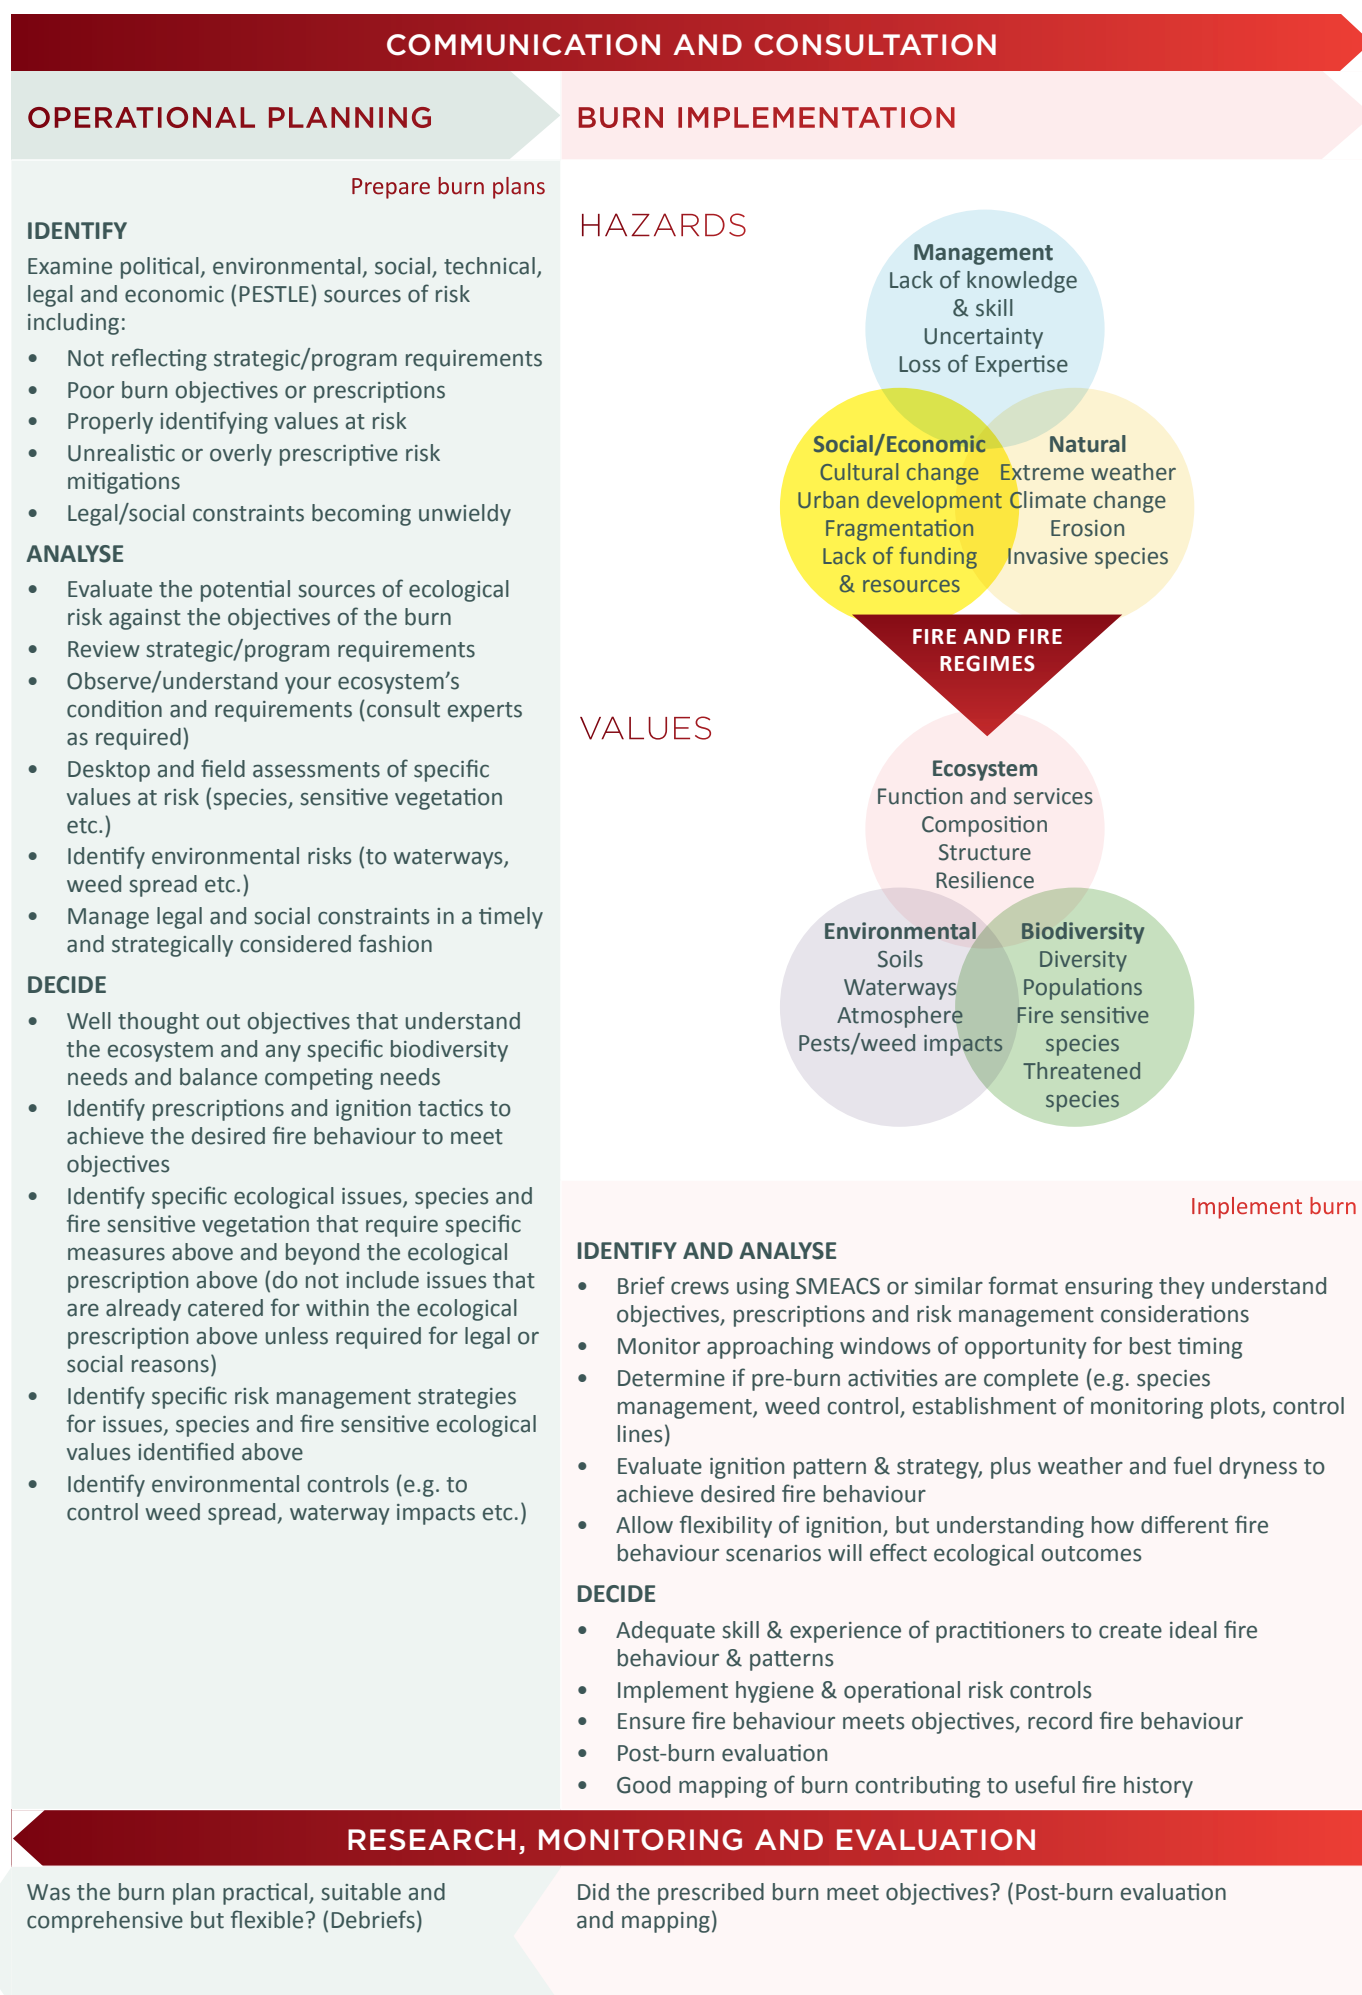 COMMUNICATION AND CONSULTATION
OPERATIONAL PLANNING
Prepare burn plans
IDENTIFY
Examine political, environmental, social, technical,
legal and economic (PESTLE) sources of risk
including:
• Not reflecting strategic/program requirements
• Poor burn objectives or prescriptions
• Properly identifying values at risk
• Unrealistic or overly prescriptive risk
mitigations
• Legal/social constraints becoming unwieldy
ANALYSE
• Evaluate the potential sources of ecological
risk against the objectives of the burn
• Review strategic/program requirements
• Observe/understand your ecosystem's
condition and requirements (consult experts
as required)
• Desktop and field assessments of specific
values at risk (species, sensitive vegetation
etc.)
• Identify environmental risks (to waterways,
weed spread etc.)
• Manage legal and social constraints in a timely
and strategically considered fashion
DECIDE
• Well thought out objectives that understand
the ecosystem and any specific biodiversity
needs and balance competing needs
• Identify prescriptions and ignition tactics to
achieve the desired fire behaviour to meet
objectives
• Identify specific ecological issues, species and
fire sensitive vegetation that require specific
measures above and beyond the ecological
prescription above (do not include issues that
are already catered for within the ecological
prescription above unless required for legal or
social reasons)
• Identify specific risk management strategies
for issues, species and fire sensitive ecological
values identified above
• Identify environmental controls (e.g. to
control weed spread, waterway impacts etc.)
BURN IMPLEMENTATION
HAZARDS
Management
Lack of knowledge
& skill
Uncertainty
Loss of Expertise
Social/Economic
Cultural change
Urban development
Fragmentation
Lack of funding
& resources
Natural
Extreme weather
Climate change
Erosion
Invasive species
FIRE AND FIRE
REGIMES
VALUES
Ecosystem
Function and services
Composition
Structure
Resilience
Environmental
Soils
Waterways
Atmosphere
Pests/weed impacts
Biodiversity
Diversity
Populations
Fire sensitive
species
Threatened
species
Implement burn
IDENTIFY AND ANALYSE
• Brief crews using SMEACS or similar format ensuring they understand
objectives, prescriptions and risk management considerations
• Monitor approaching windows of opportunity for best timing
• Determine if pre-burn activities are complete (e.g. species
management, weed control, establishment of monitoring plots, control
lines)
• Evaluate ignition pattern & strategy, plus weather and fuel dryness to
achieve desired fire behaviour
• Allow flexibility of ignition, but understanding how different fire
behaviour scenarios will effect ecological outcomes
DECIDE
• Adequate skill & experience of practitioners to create ideal fire
behaviour & patterns
• Implement hygiene & operational risk controls
• Ensure fire behaviour meets objectives, record fire behaviour
• Post-burn evaluation
• Good mapping of burn contributing to useful fire history
RESEARCH, MONITORING AND EVALUATION
Was the burn plan practical, suitable and
comprehensive but flexible? (Debriefs)
Did the prescribed burn meet objectives? (Post-burn evaluation
and mapping)